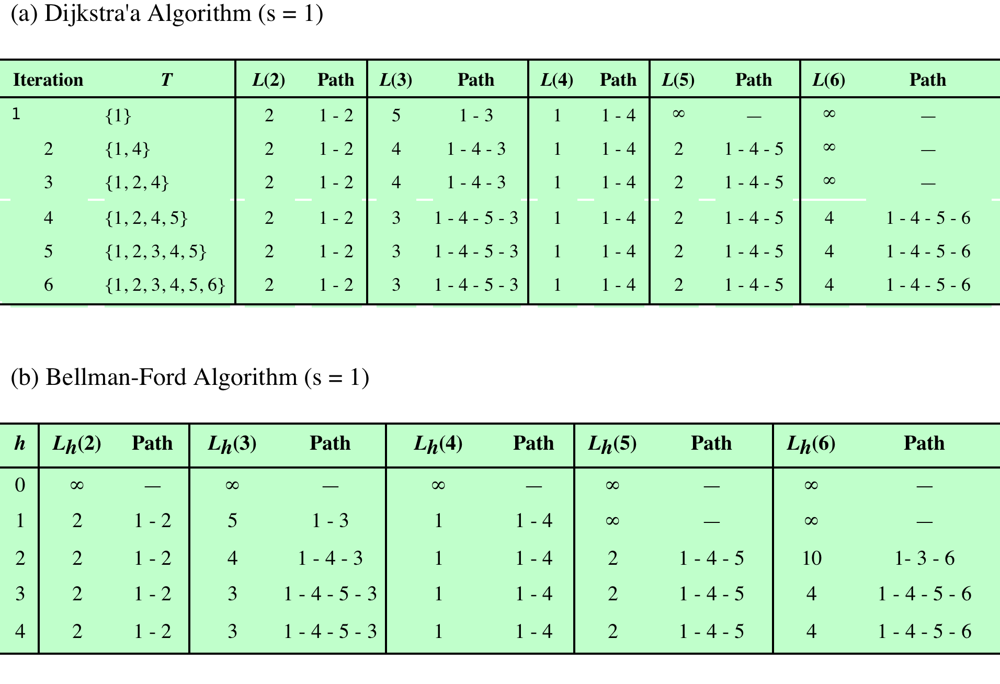 (a) Dijkstra'a Algorithm (s = 1)
Iteration T L(2) Path L(3) Path L(4) Path L(5) Path L(6) Path
1 {1} 2 1 - 2 5 1 - 3 1 1 - 4 ∞ — ∞ —
2 {1, 4} 2 1 - 2 4 1 - 4 - 3 1 1 - 4 2 1 - 4 - 5 ∞ —
3 {1, 2, 4} 2 1 - 2 4 1 - 4 - 3 1 1 - 4 2 1 - 4 - 5 ∞ —
4 {1, 2, 4, 5} 2 1 - 2 3 1 - 4 - 5 - 3 1 1 - 4 2 1 - 4 - 5 4 1 - 4 - 5 - 6
5 {1, 2, 3, 4, 5} 2 1 - 2 3 1 - 4 - 5 - 3 1 1 - 4 2 1 - 4 - 5 4 1 - 4 - 5 - 6
6 {1, 2, 3, 4, 5, 6} 2 1 - 2 3 1 - 4 - 5 - 3 1 1 - 4 2 1 - 4 - 5 4 1 - 4 - 5 - 6
(b) Bellman-Ford Algorithm (s = 1)
h Lh(2) Path Lh(3) Path Lh(4) Path Lh(5) Path Lh(6) Path
0 ∞ — ∞ — ∞ — ∞ — ∞ —
1 2 1 - 2 5 1 - 3 1 1 - 4 ∞ — ∞ —
2 2 1 - 2 4 1 - 4 - 3 1 1 - 4 2 1 - 4 - 5 10 1- 3 - 6
3 2 1 - 2 3 1 - 4 - 5 - 3 1 1 - 4 2 1 - 4 - 5 4 1 - 4 - 5 - 6
4 2 1 - 2 3 1 - 4 - 5 - 3 1 1 - 4 2 1 - 4 - 5 4 1 - 4 - 5 - 6